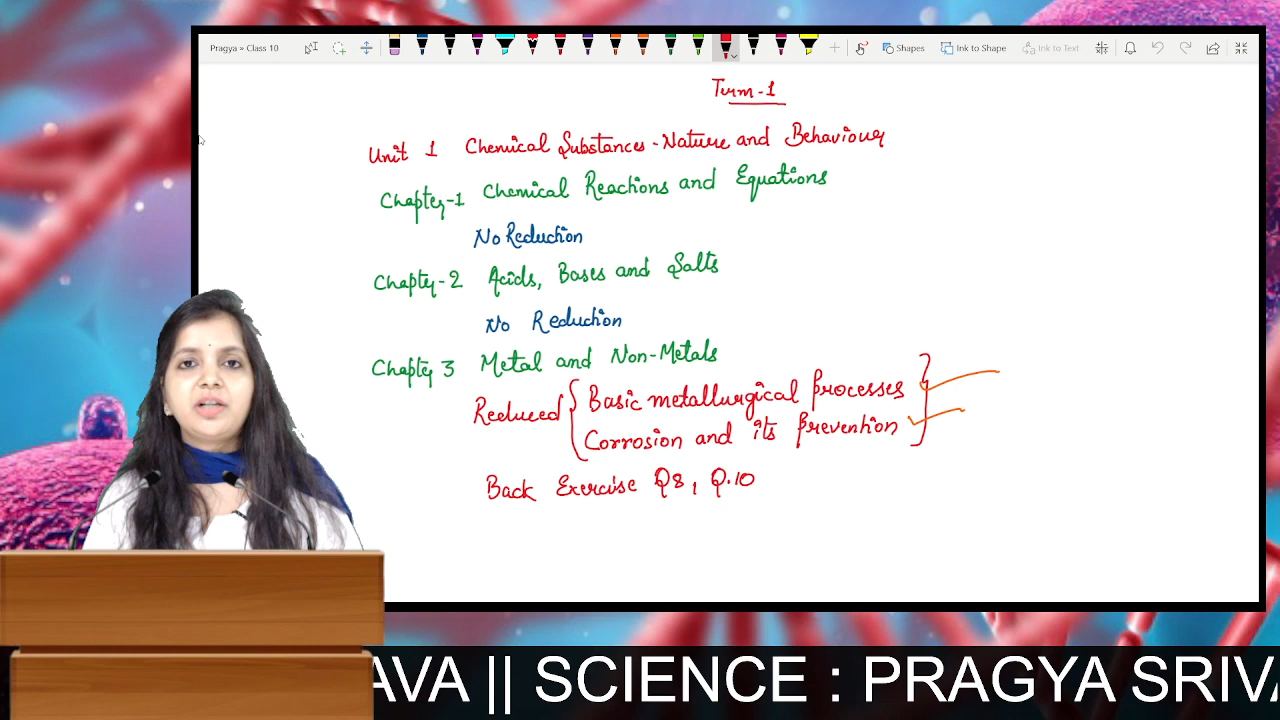 Pragya » Class 10
Shapes
Ink to Shape
Ink to Text
Term-1
Unit 1 Chemical Substances - Nature and Behaviour
Chapter-1 Chemical Reactions and Equations
No Reduction
Chapter-2 Acids, Bases and Salts
No Reduction
Chapter 3 Metal and Non-Metals
Reduced { Basic metallurgical processes }
Corrosion and its prevention
Back Exercise Q8, Q.10
AVA || SCIENCE : PRAGYA SRIVA